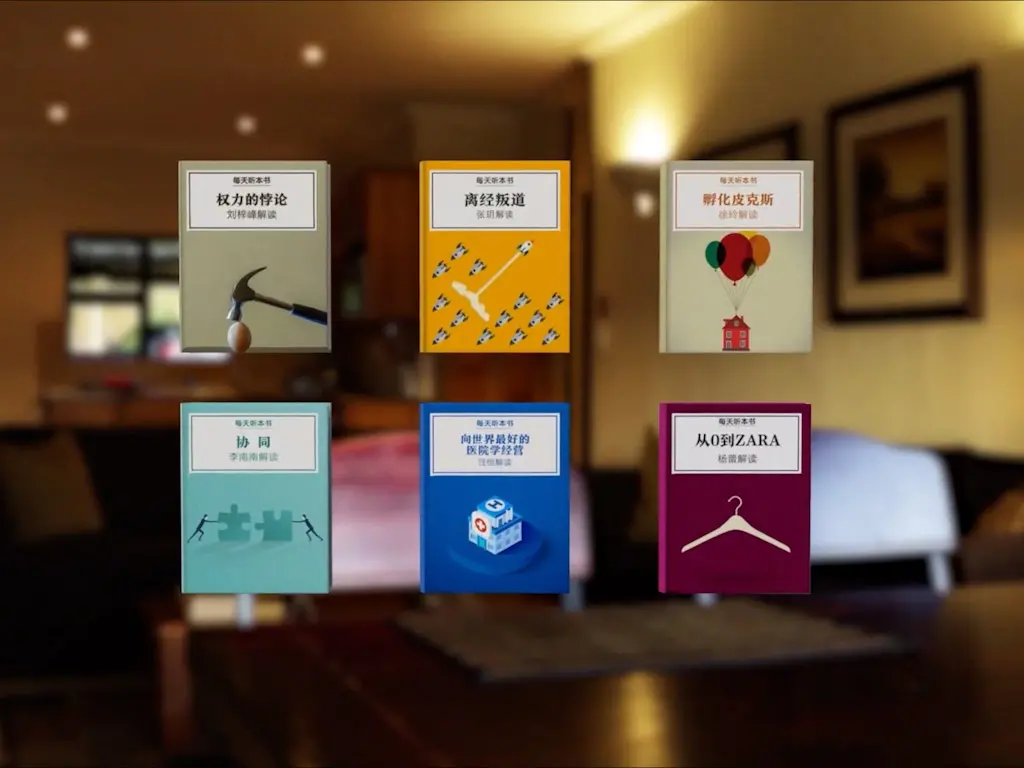 每天听本书
权力的悖论
刘梓峰解读
每天听本书
离经叛道
张玥解读
每天听本书
孵化皮克斯
徐玲解读
每天听本书
协 同
李南南解读
每天听本书
向世界最好的
医院学经营
汪恒解读
每天听本书
从0到ZARA
杨蕾解读